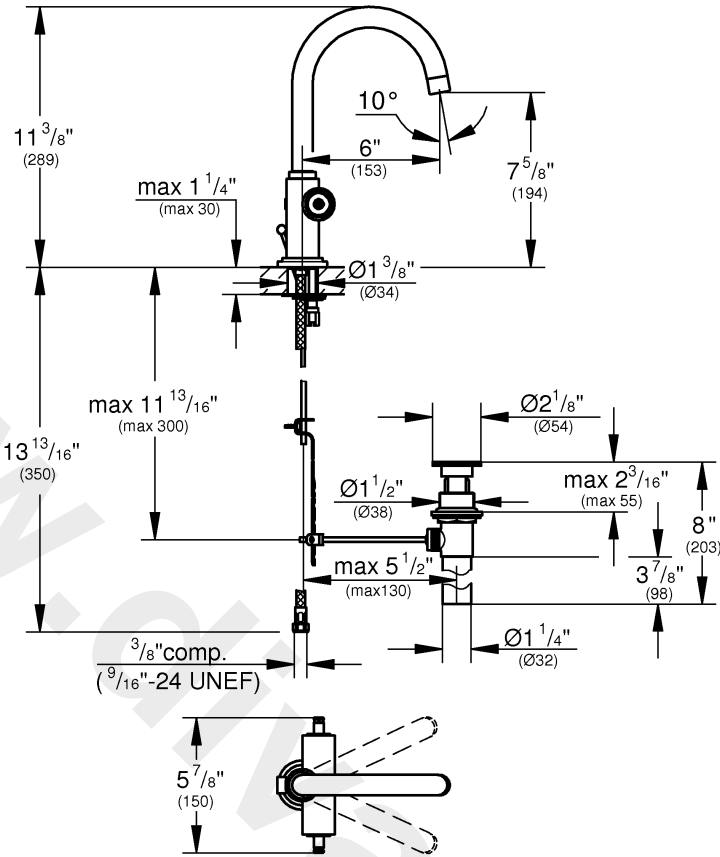 10°
11 3/8"
(289)
6"
(153)
7 5/8"
(194)
max 1 1/4"
(max 30)
Ø1 3/8"
(Ø34)
max 11 13/16"
(max 300)
Ø2 1/8"
(Ø54)
13 13/16"
(350)
max 2 3/16"
(max 55)
Ø1 1/2"
(Ø38)
8"
(203)
max 5 1/2"
(max130)
3 7/8"
(98)
Ø1 1/4"
(Ø32)
3/8"comp.
(9/16"-24 UNEF)
5 7/8"
(150)
w.diva